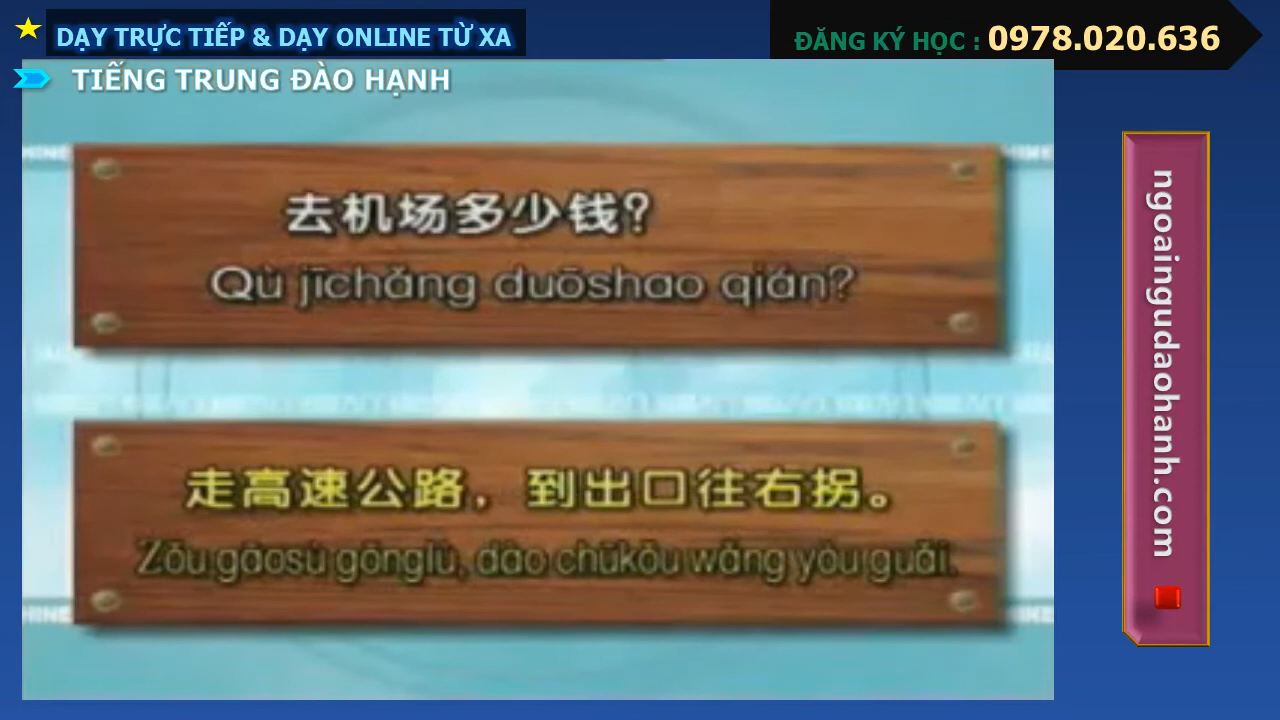 DẠY TRỰC TIẾP & DẠY ONLINE TỪ XA
ĐĂNG KÝ HỌC : 0978.020.636
TIẾNG TRUNG ĐÀO HẠNH
去机场多少钱？
Qù jīchǎng duōshao qián?
走高速公路，到出口往右拐。
Zǒu gāosù gōnglù, dào chūkǒu wǎng yòu guǎi.
ngoaingudaohanh.com